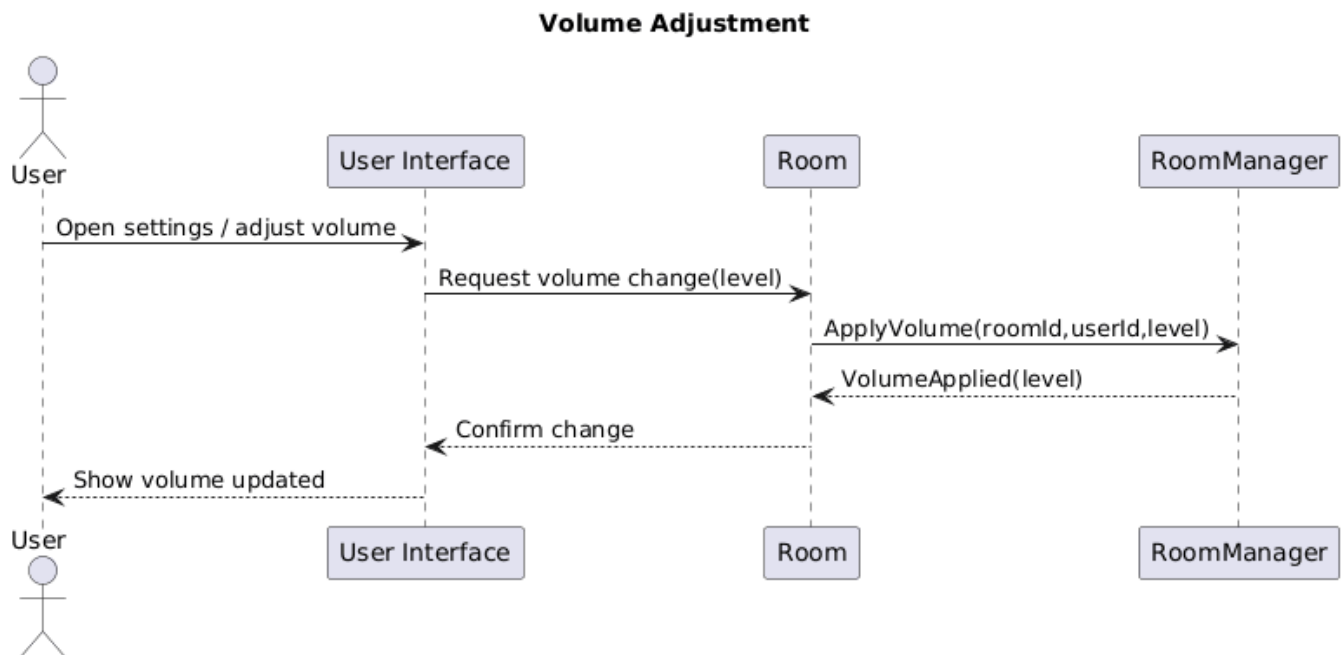 Volume Adjustment
User
User Interface
Room
RoomManager
Open settings / adjust volume
Request volume change(level)
ApplyVolume(roomId,userId,level)
VolumeApplied(level)
Confirm change
Show volume updated
User
User Interface
Room
RoomManager